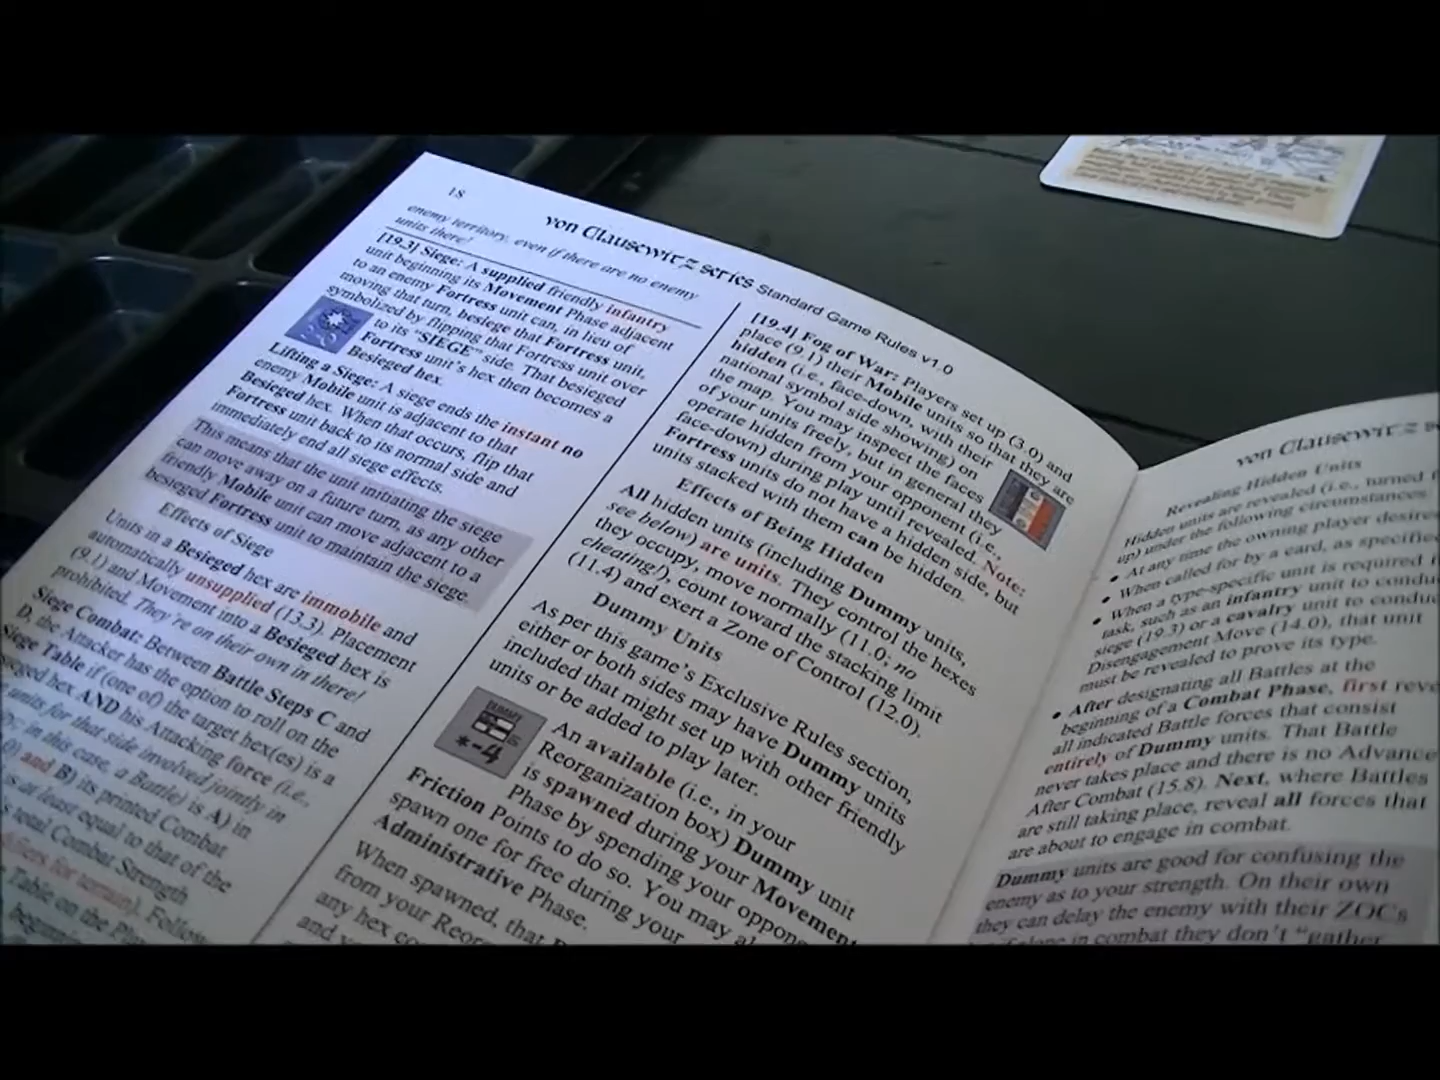 18
von Clausewitz series Standard Game Rules v1.0
enemy territory, even if there are no enemy
units there!
[19.3] Siege: A supplied friendly infantry
unit beginning its Movement Phase adjacent
to an enemy Fortress unit can, in lieu of
moving that turn, besiege that Fortress unit,
symbolized by flipping that Fortress unit over
to its "SIEGE" side. That besieged
Fortress unit's hex then becomes a
Besieged hex.
Lifting a Siege: A siege ends the instant no
enemy Mobile unit is adjacent to that
Besieged hex. When that occurs, flip that
Fortress unit back to its normal side and
immediately end all siege effects.
This means that the unit initiating the siege
can move away on a future turn, as any other
friendly Mobile unit can move adjacent to a
besieged Fortress unit to maintain the siege.
Effects of Siege
Units in a Besieged hex are immobile and
automatically unsupplied (13.3). Placement
(9.1) and Movement into a Besieged hex is
prohibited. They're on their own in there!
Siege Combat: Between Battle Steps C and
D, the Attacker has the option to roll on the
Siege Table if (one of) the target hex(es) is a
hex AND his Attacking force (i.e.,
units for that side involved jointly in
in this case, a Battle) is A) in
and B) its printed Combat
is at least equal to that of the
total Combat Strength
for terrain). Follow
Table on the
[19.4] Fog of War: Players set up (3.0) and
place (9.1) their Mobile units so that they are
hidden (i.e., face-down, with their
national symbol side showing) on
the map. You may inspect the faces
of your units freely, but in general they
operate hidden from your opponent (i.e.,
face-down) during play until revealed. Note:
Fortress units do not have a hidden side, but
units stacked with them can be hidden.
Effects of Being Hidden
All hidden units (including Dummy units,
see below) are units. They control the hexes
they occupy, move normally (11.0; no
cheating!), count toward the stacking limit
(11.4) and exert a Zone of Control (12.0).
Dummy Units
As per this game's Exclusive Rules section,
either or both sides may have Dummy units
included that might set up with other friendly
units or be added to play later.
DUMMY
*-4
An available (i.e., in your
Reorganization box) Dummy unit
is spawned during your Movement
Phase by spending your
Friction Points to do so. You may
spawn one for free during your
Administrative Phase.
When spawned, that
from your
any hex
and
von Clausewitz
Revealing Hidden Units
Hidden units are revealed (i.e., turned
up) under the following circumstances
• At any time the owning player desires
• When called for by a card, as specified
• When a type-specific unit is required
task, such as an infantry unit to conduct
siege (19.3) or a cavalry unit to conduct
Disengagement Move (14.0), that unit
must be revealed to prove its type.
• After designating all Battles at the
beginning of a Combat Phase, first
all indicated Battle forces that consist
entirely of Dummy units. That Battle
never takes place and there is no Advance
After Combat (15.8). Next, where Battles
are still taking place, reveal all forces that
are about to engage in combat.
Dummy units are good for confusing the
enemy as to your strength. On their own
they can delay the enemy with their ZOCs
alone in combat they don't "gather